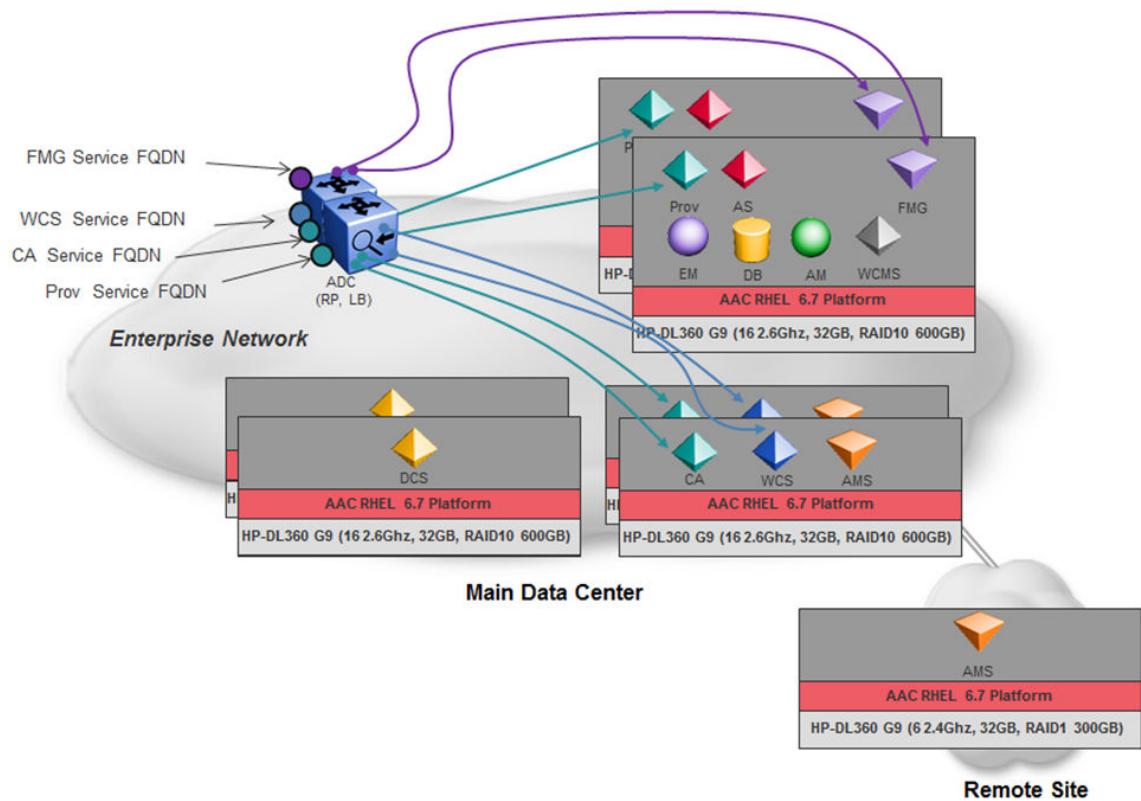 FMG Service FQDN
WCS Service FQDN
CA Service FQDN
Prov Service FQDN
ADC
(RP, LB)
Enterprise Network
P
Prov
AS
FMG
EM
DB
AM
WCMS
AAC RHEL 6.7 Platform
HP-D
HP-DL360 G9 (16 2.6Ghz, 32GB, RAID10 600GB)
DCS
AAC RHEL 6.7 Platform
H
HP-DL360 G9 (16 2.6Ghz, 32GB, RAID10 600GB)
CA
WCS
AMS
AAC RHEL 6.7 Platform
HP
HP-DL360 G9 (16 2.6Ghz, 32GB, RAID10 600GB)
Main Data Center
AMS
AAC RHEL 6.7 Platform
HP-DL360 G9 (6 2.4Ghz, 32GB, RAID1 300GB)
Remote Site